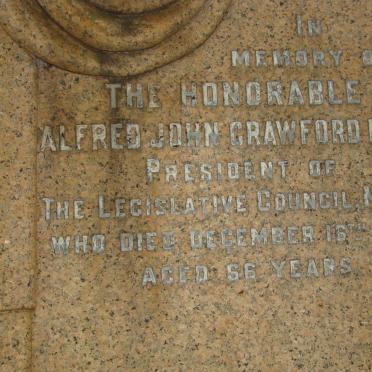 IN
MEMORY
THE HONORABLE
ALFRED JOHN CRAWFORD
PRESIDENT OF
THE LEGISLATIVE COUNCIL,
WHO DIED DECEMBER 16TH
AGED 56 YEARS